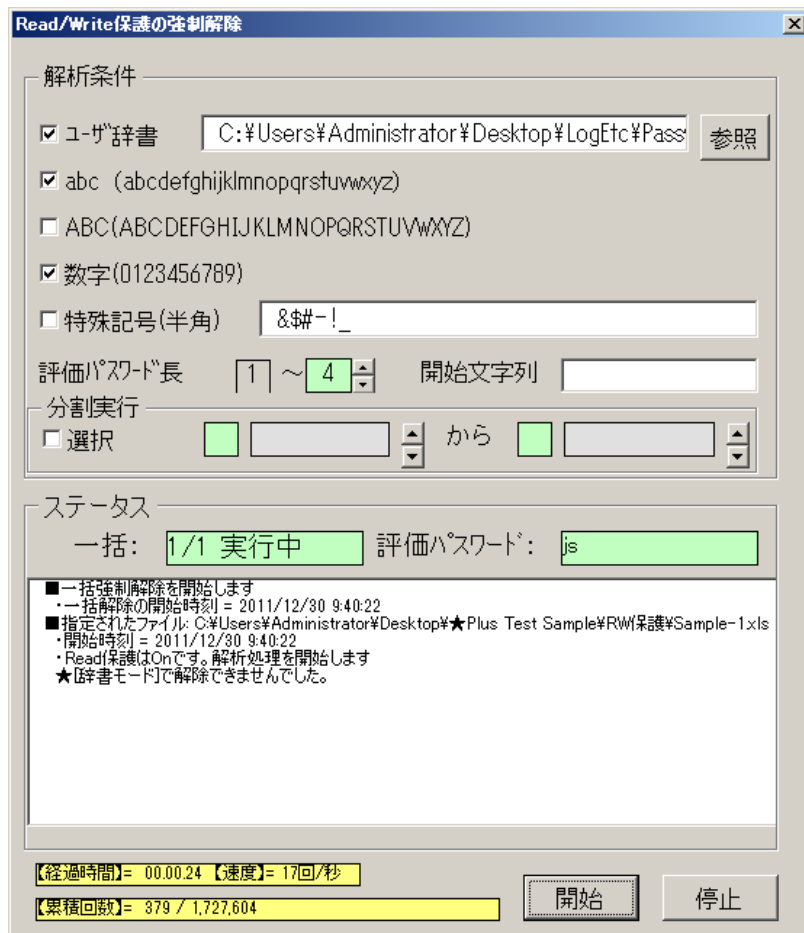 Read/Write保護の強制解除
解析条件
ユーザ辞書 C:¥Users¥Administrator¥Desktop¥LogEtc¥Pass 参照
abc (abcdefghijklmnopqrstuvwxyz)
ABC(ABCDEFGHIJKLMNOPQRSTUVWXYZ)
数字(0123456789)
特殊記号(半角) &$#-!_
評価パスワード長 1 ~ 4 開始文字列
分割実行
選択 から
ステータス
一括: 1/1 実行中 評価パスワード: js
■一括強制解除を開始します
・一括解除の開始時刻 = 2011/12/30 9:40:22
■指定されたファイル: C:¥Users¥Administrator¥Desktop¥★Plus Test Sample¥RW保護¥Sample-1.xls
・開始時刻 = 2011/12/30 9:40:22
・Read保護はOnです。解析処理を開始します
★[辞書モード]で解除できませんでした。
【経過時間】= 00.00.24 【速度】= 17回/秒
【累積回数】= 379 / 1,727,604
開始 停止